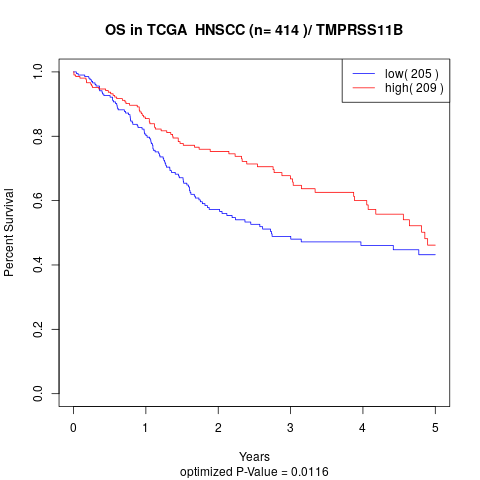 OS in TCGA  HNSCC (n= 414 )/ TMPRSS11B
low( 205 )
high( 209 )
Percent Survival
1.0
0.8
0.6
0.4
0.2
0.0
0 1 2 3 4 5
Years
optimized P-Value = 0.0116